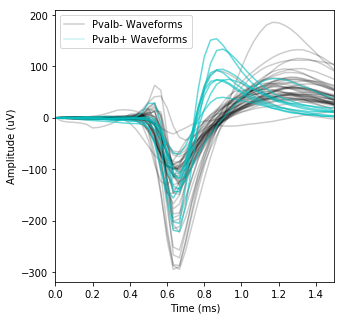 200
100
0
−100
−200
−300
Amplitude (uV)
Pvalb- Waveforms
Pvalb+ Waveforms
0.0 0.2 0.4 0.6 0.8 1.0 1.2 1.4
Time (ms)